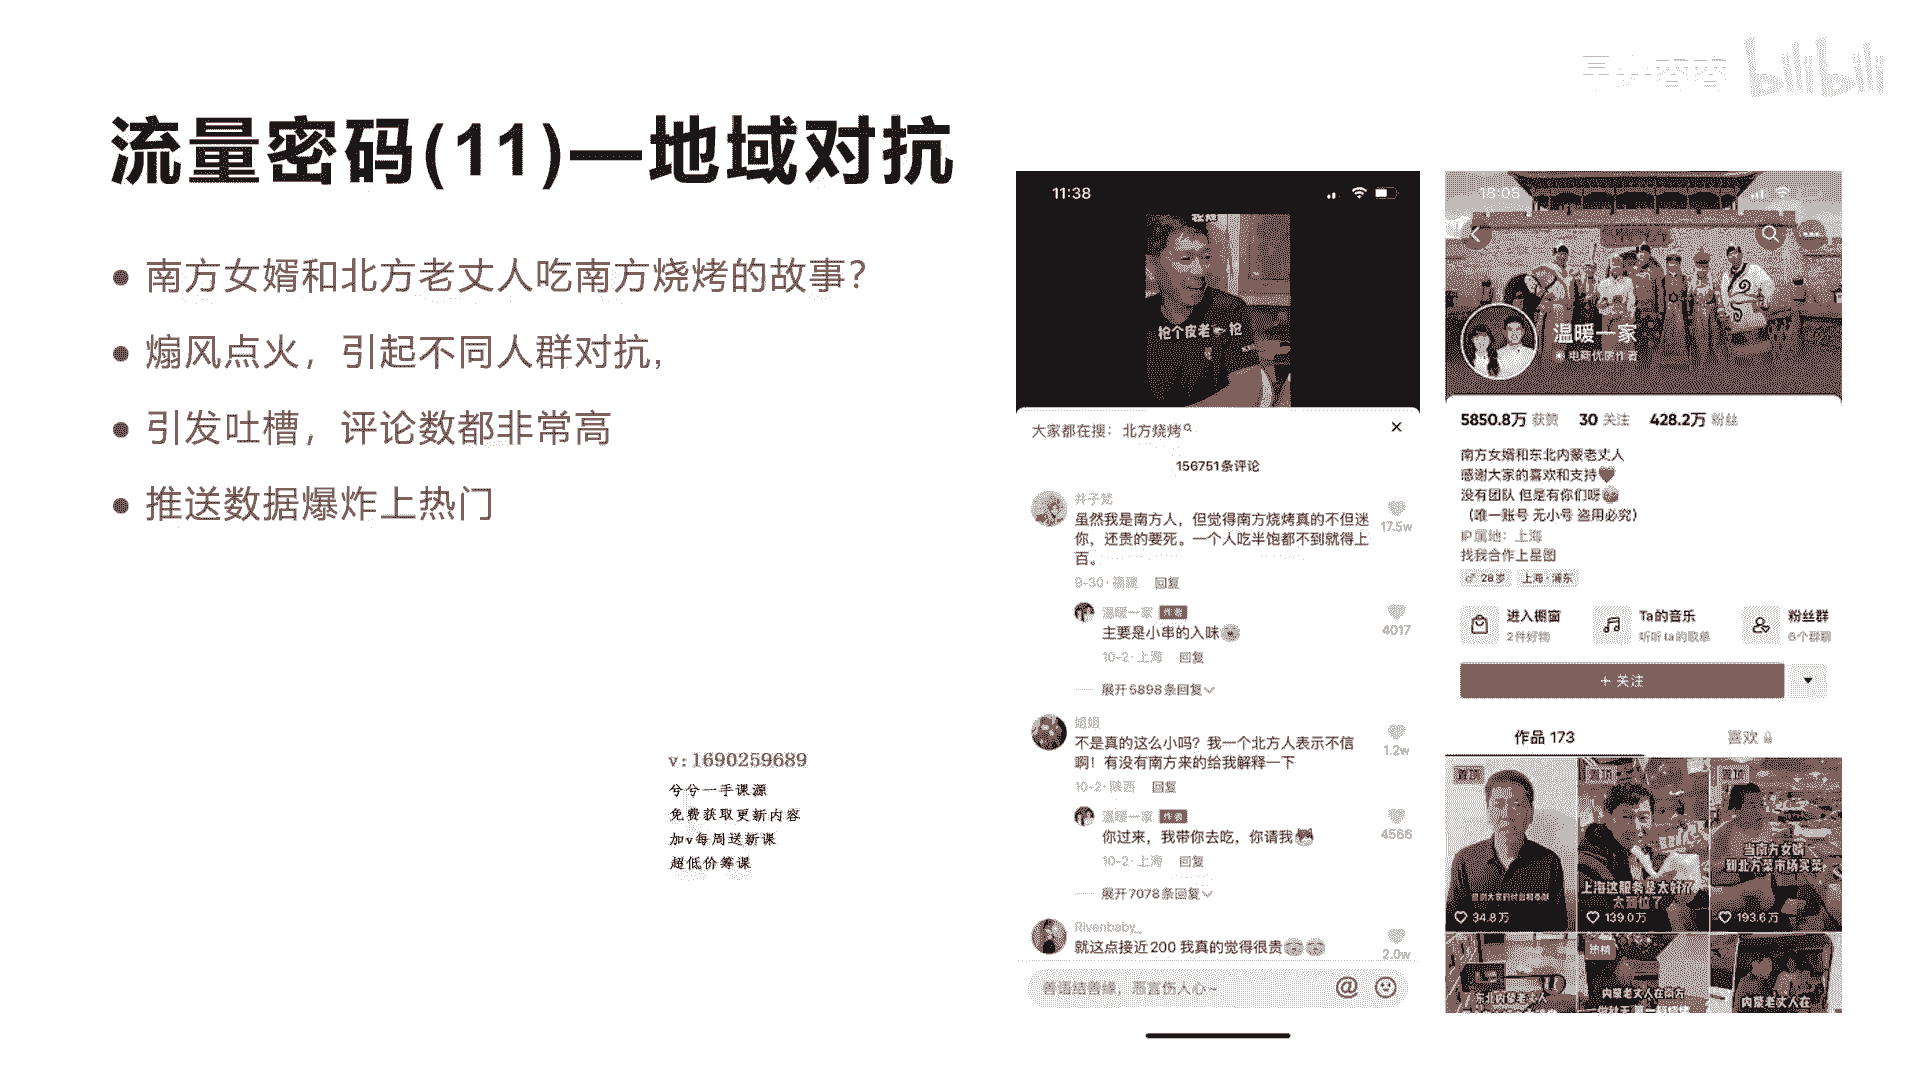 bilibili
流量密码(11)—地域对抗
● 南方女婿和北方老丈人吃南方烧烤的故事?
● 煽风点火，引起不同人群对抗,
● 引发吐槽，评论数都非常高
● 推送数据爆炸上热门
v:1690259689
兮兮一手课源
免费获取更新内容
加v每周送新课
超低价筹课
11:38
抢个皮老
抢
大家都在搜：北方烧烤
156751条评论
井子梵
虽然我是南方人，但觉得南方烧烤真的不但迷
你、还贵的要死。一个人吃半饱都不到就得上
百。
17.5w
9-30·福建 回复
温暖一家 作者
主要是小串的入味
4017
10-2·上海 回复
展开5898条回复
姐姐
不是真的这么小吗？我一个北方人表示不信
啊！有没有南方来的给我解释一下
1.2w
10-2·陕西 回复
温暖一家 作者
你过来，我带你去吃，你请我
4566
10-2·上海 回复
展开7078条回复
Rivenbaby_
就这点接近200 我真的觉得很贵
2.0w
善语结善缘，恶言伤人心~
18:03
温暖一家
电商优质作者
5850.8万 获赞 30 关注 428.2万 粉丝
南方女婿和东北内蒙老丈人
感谢大家的喜欢和支持
没有团队 但是有你们呀
（唯一账号 无小号 盗用必究）
IP属地：上海
找我合作上星图
28岁 上海·浦东
进入橱窗
2件好物
Ta的音乐
听听ta的歌单
粉丝群
6个群聊
+ 关注
作品 173
喜欢
置顶
34.8万
置顶
上海这服务是太好了
太到位了
139.0万
置顶
当南方女婿
到北方菜市场买菜
193.6万
东北内蒙老丈人
热榜
内蒙老丈人在南方
内蒙老丈人在